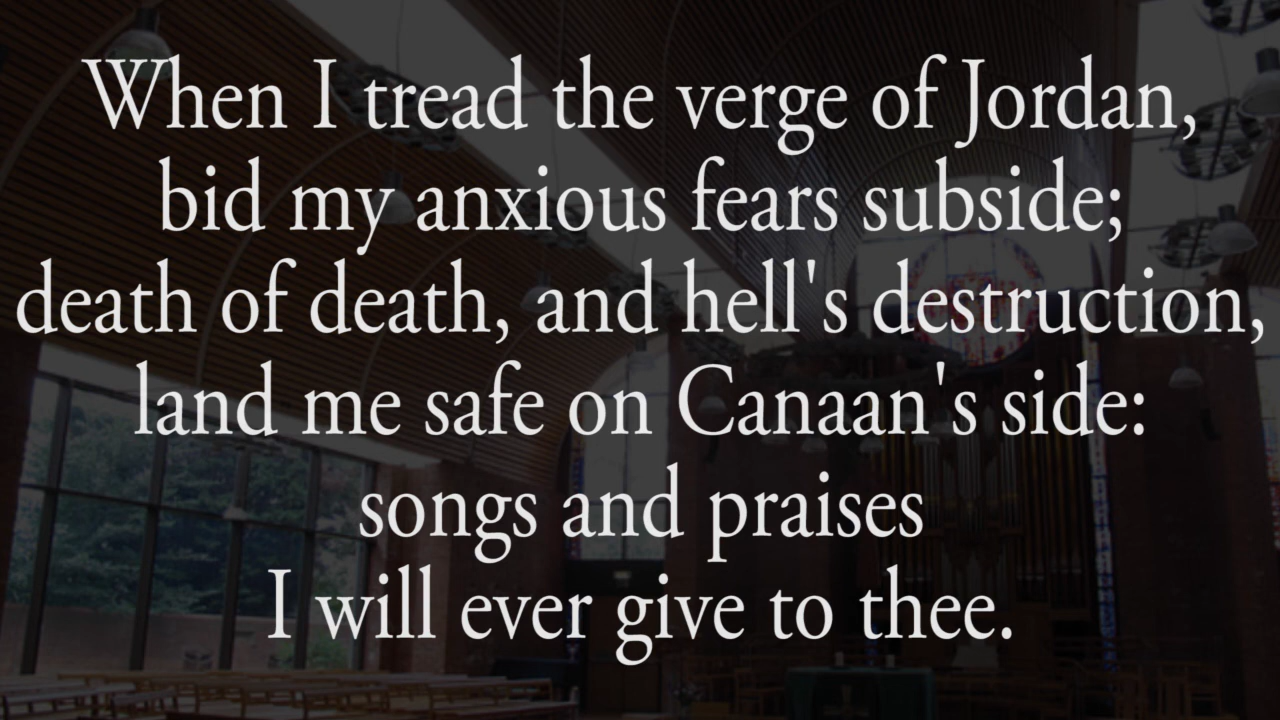 When I tread the verge of Jordan,
bid my anxious fears subside;
death of death, and hell's destruction,
land me safe on Canaan's side:
songs and praises
I will ever give to thee.